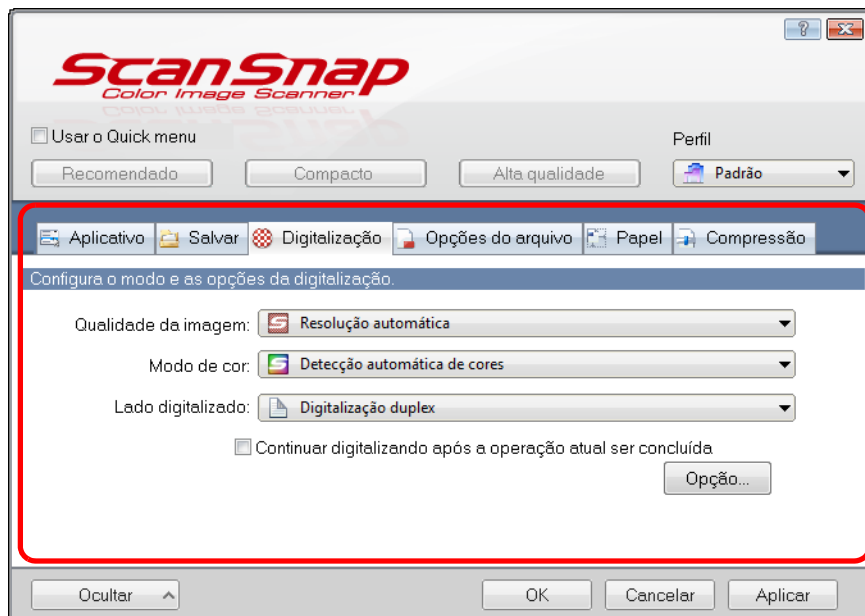 ScanSnap
Color Image Scanner
Usar o Quick menu
Perfil
Recomendado Compacto Alta qualidade Padrão
Aplicativo Salvar Digitalização Opções do arquivo Papel Compressão
Configura o modo e as opções da digitalização.
Qualidade da imagem: Resolução automática
Modo de cor: Detecção automática de cores
Lado digitalizado: Digitalização duplex
Continuar digitalizando após a operação atual ser concluída
Opção...
Ocultar OK Cancelar Aplicar